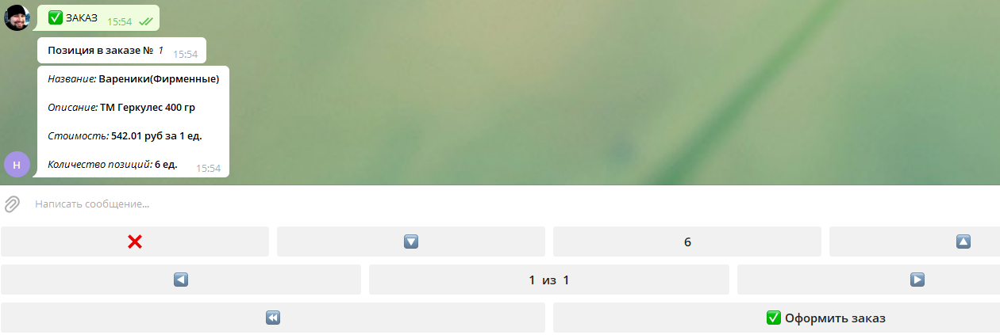 ЗАКАЗ 15:54
Позиция в заказе № 1 15:54
Название: Вареники(Фирменные)
Описание: ТМ Геркулес 400 гр
Стоимость: 542.01 руб за 1 ед.
Количество позиций: 6 ед. 15:54
Н
Написать сообщение...
6
1 из 1
Оформить заказ